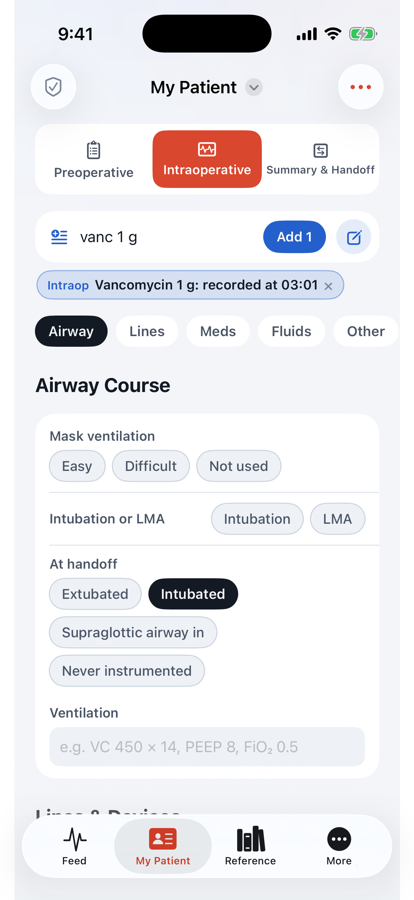 9:41
My Patient
Preoperative
Intraoperative
Summary & Handoff
vanc 1 g
Add 1
Intraop Vancomycin 1 g: recorded at 03:01 ×
Airway Lines Meds Fluids Other
Airway Course
Mask ventilation
Easy Difficult Not used
Intubation or LMA Intubation LMA
At handoff
Extubated Intubated
Supraglottic airway in
Never instrumented
Ventilation
e.g. VC 450 × 14, PEEP 8, FiO₂ 0.5
Lines & Devices
Feed My Patient Reference More